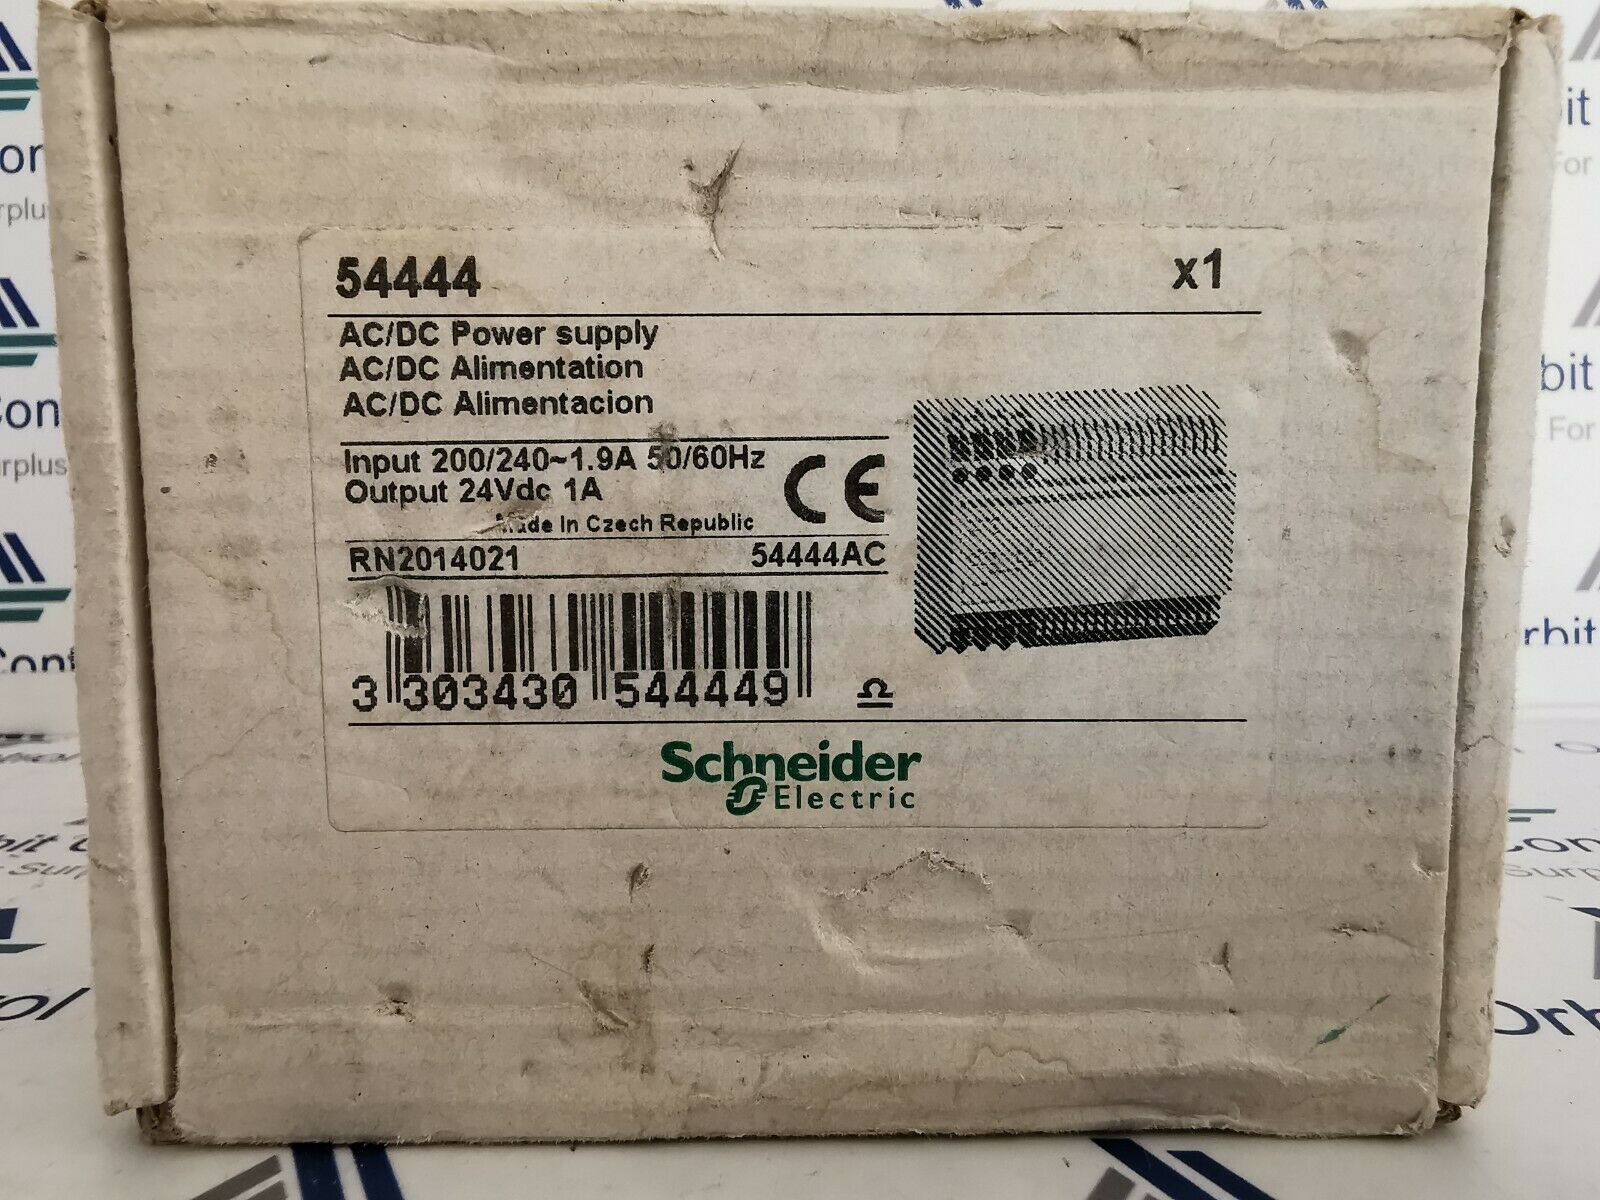 54444 x1
AC/DC Power supply
AC/DC Alimentation
AC/DC Alimentacion
Input 200/240~1.9A 50/60Hz
Output 24Vdc 1A
Made In Czech Republic
CE
RN2014021 54444AC
3 303430 544449
Schneider
Electric